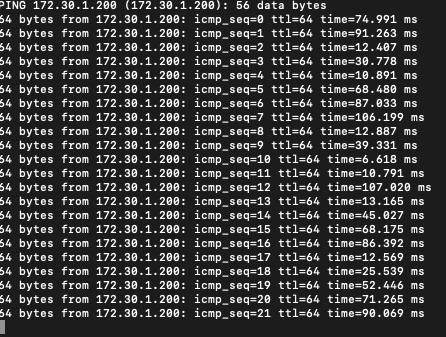 PING 172.30.1.200 (172.30.1.200): 56 data bytes
64 bytes from 172.30.1.200: icmp_seq=0 ttl=64 time=74.991 ms
64 bytes from 172.30.1.200: icmp_seq=1 ttl=64 time=91.263 ms
64 bytes from 172.30.1.200: icmp_seq=2 ttl=64 time=12.407 ms
64 bytes from 172.30.1.200: icmp_seq=3 ttl=64 time=30.778 ms
64 bytes from 172.30.1.200: icmp_seq=4 ttl=64 time=10.891 ms
64 bytes from 172.30.1.200: icmp_seq=5 ttl=64 time=68.480 ms
64 bytes from 172.30.1.200: icmp_seq=6 ttl=64 time=87.033 ms
64 bytes from 172.30.1.200: icmp_seq=7 ttl=64 time=106.199 ms
64 bytes from 172.30.1.200: icmp_seq=8 ttl=64 time=12.887 ms
64 bytes from 172.30.1.200: icmp_seq=9 ttl=64 time=39.331 ms
64 bytes from 172.30.1.200: icmp_seq=10 ttl=64 time=6.618 ms
64 bytes from 172.30.1.200: icmp_seq=11 ttl=64 time=10.791 ms
64 bytes from 172.30.1.200: icmp_seq=12 ttl=64 time=107.020 ms
64 bytes from 172.30.1.200: icmp_seq=13 ttl=64 time=13.165 ms
64 bytes from 172.30.1.200: icmp_seq=14 ttl=64 time=45.027 ms
64 bytes from 172.30.1.200: icmp_seq=15 ttl=64 time=68.175 ms
64 bytes from 172.30.1.200: icmp_seq=16 ttl=64 time=86.392 ms
64 bytes from 172.30.1.200: icmp_seq=17 ttl=64 time=12.569 ms
64 bytes from 172.30.1.200: icmp_seq=18 ttl=64 time=25.539 ms
64 bytes from 172.30.1.200: icmp_seq=19 ttl=64 time=52.446 ms
64 bytes from 172.30.1.200: icmp_seq=20 ttl=64 time=71.265 ms
64 bytes from 172.30.1.200: icmp_seq=21 ttl=64 time=90.069 ms